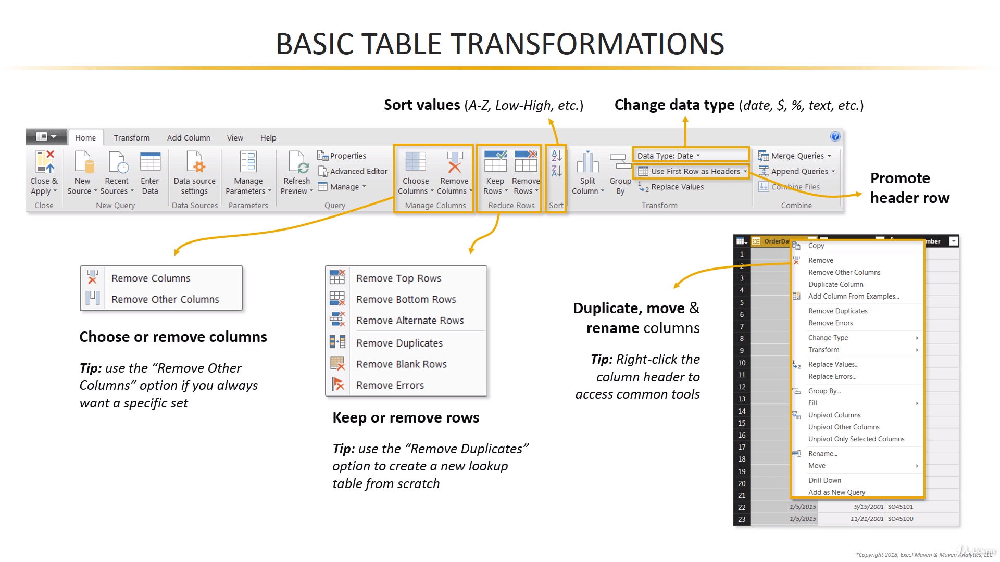 BASIC TABLE TRANSFORMATIONS
Sort values (A-Z, Low-High, etc.)
Change data type (date, $, %, text, etc.)
Home Transform Add Column View Help
Close & Apply
Close
New Source
Recent Sources
Enter Data
New Query
Data source settings
Data Sources
Manage Parameters
Parameters
Refresh Preview
Properties
Advanced Editor
Manage
Query
Choose Columns
Remove Columns
Manage Columns
Keep Rows
Remove Rows
Reduce Rows
A Z
Z A
Sort
Split Column
Group By
Data Type: Date
Use First Row as Headers
1 2 Replace Values
Transform
Merge Queries
Append Queries
Combine Files
Combine
Promote
header row
Remove Columns
Remove Other Columns
Choose or remove columns
Tip: use the “Remove Other
Columns” option if you always
want a specific set
Remove Top Rows
Remove Bottom Rows
Remove Alternate Rows
Remove Duplicates
Remove Blank Rows
Remove Errors
Keep or remove rows
Tip: use the “Remove Duplicates”
option to create a new lookup
table from scratch
Duplicate, move &
rename columns
Tip: Right-click the
column header to
access common tools
OrderDa
mber
1
2
3
4
5
6
7
8
9
10
11
12
13
14
15
16
17
18
19
20
21
Copy
Remove
Remove Other Columns
Duplicate Column
Add Column From Examples...
Remove Duplicates
Remove Errors
Change Type
Transform
1 2 Replace Values...
Replace Errors...
Group By...
Fill
Unpivot Columns
Unpivot Other Columns
Unpivot Only Selected Columns
Rename...
Move
Drill Down
Add as New Query
22 1/5/2015 9/19/2001 SO45101
23 1/5/2015 11/21/2001 SO45100
*Copyright 2018, Excel Maven & Maven Analytics, LLC
Udemy